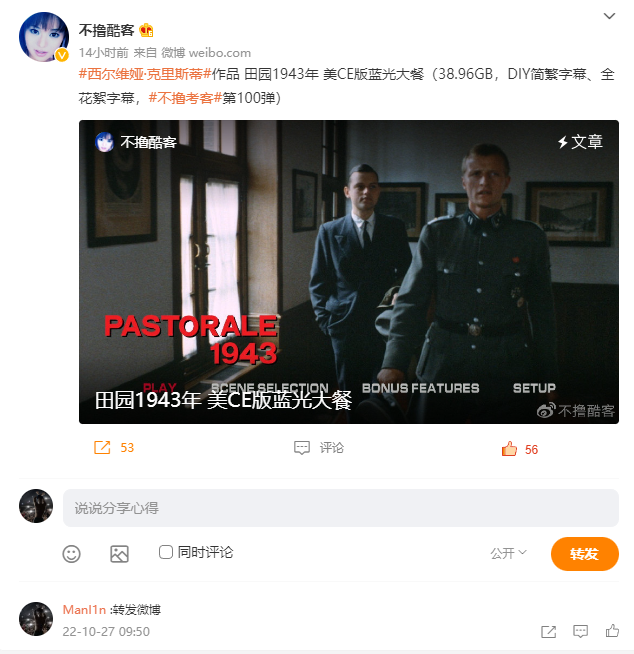 不撸酷客
14小时前 来自 微博 weibo.com
#西尔维娅·克里斯蒂#作品 田园1943年 美CE版蓝光大餐（38.96GB，DIY简繁字幕、全
花絮字幕，#不撸考客#第100弹）
不撸酷客
文章
PASTORALE
1943
PLAY SCENE SELECTION BONUS FEATURES SETUP
田园1943年 美CE版蓝光大餐
不撸酷客
53 评论 56
说说分享心得
同时评论 公开 转发
Manl1n :转发微博
22-10-27 09:50